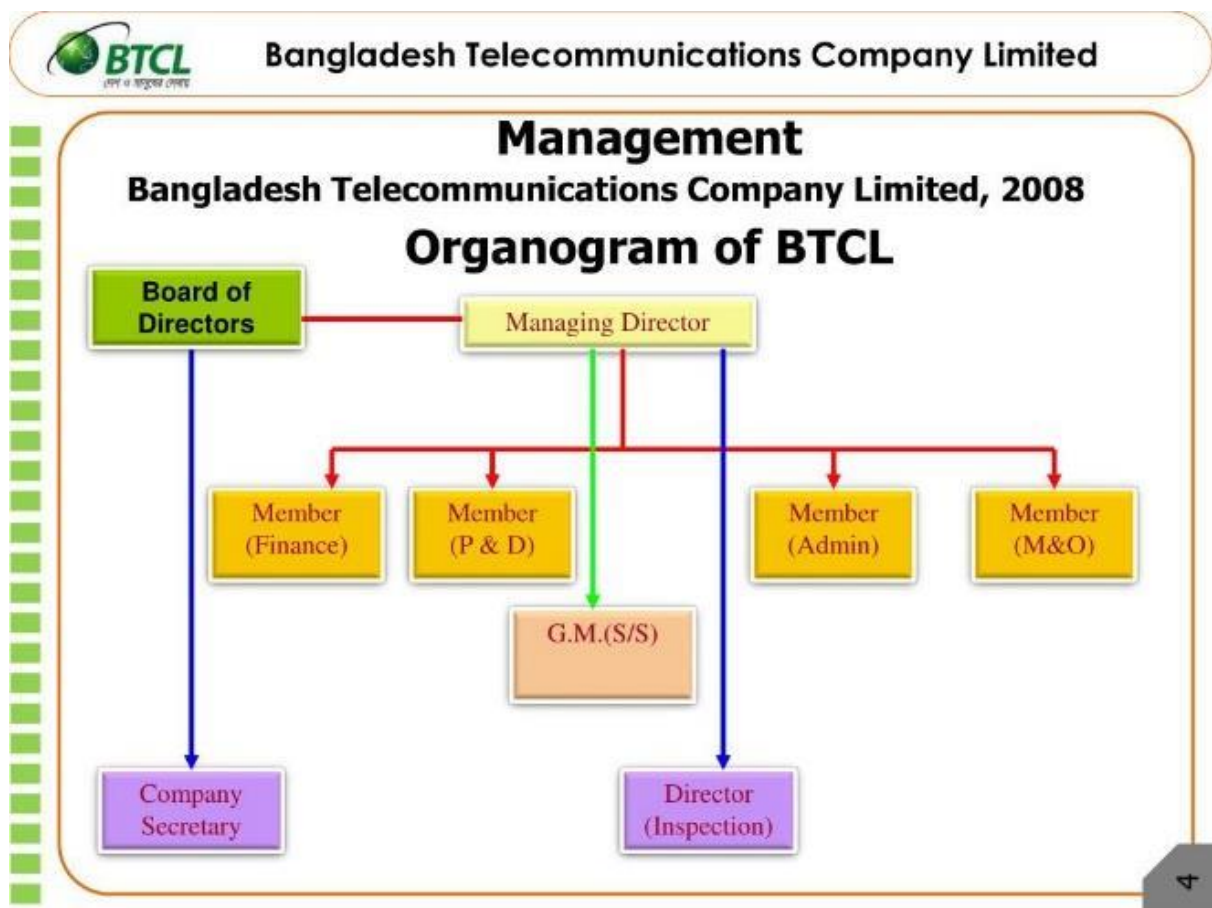 BTCL
দেশ ও মানুষের সেবায়
Bangladesh Telecommunications Company Limited
Management
Bangladesh Telecommunications Company Limited, 2008
Organogram of BTCL
Board of
Directors
Managing Director
Member
(Finance)
Member
(P & D)
Member
(Admin)
Member
(M&O)
G.M.(S/S)
Company
Secretary
Director
(Inspection)
4